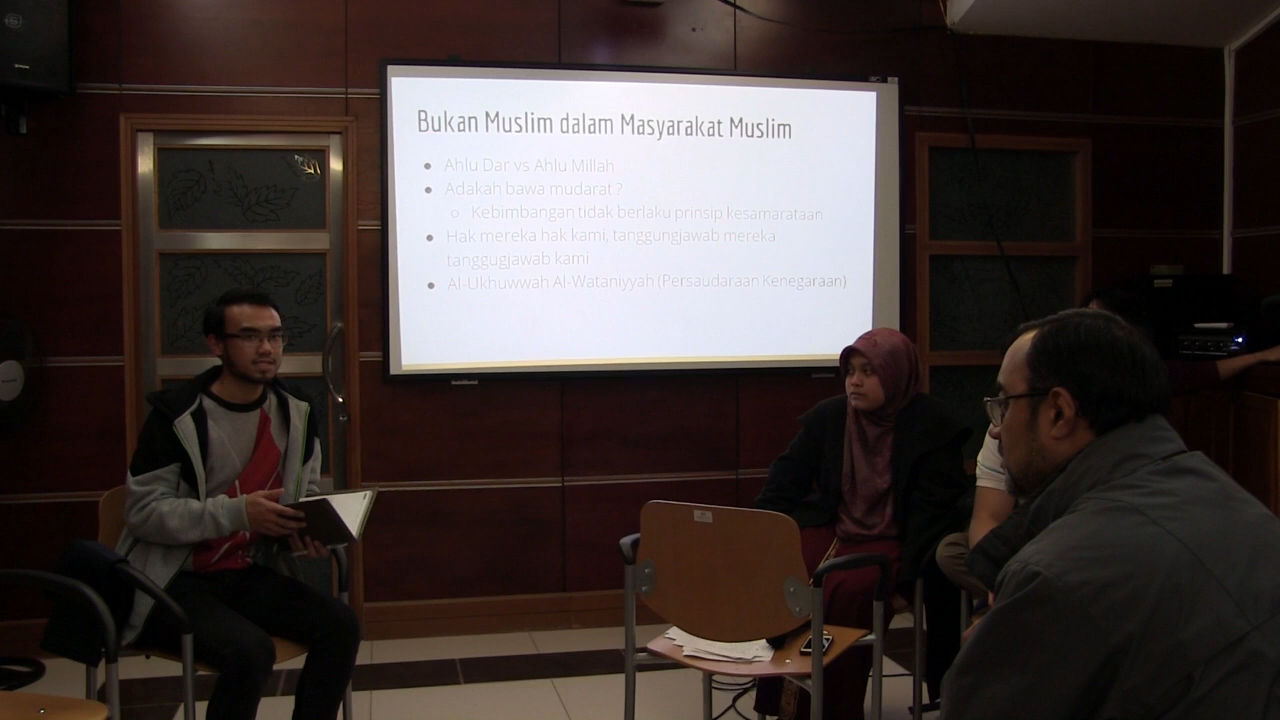 Bukan Muslim dalam Masyarakat Muslim
Ahlu Dar vs Ahlu Millah
Adakah bawa mudarat ?
Kebimbangan tidak berlaku prinsip kesamarataan
Hak mereka hak kami, tanggungjawab mereka
tanggugjawab kami
Al-Ukhuwwah Al-Wataniyyah (Persaudaraan Kenegaraan)